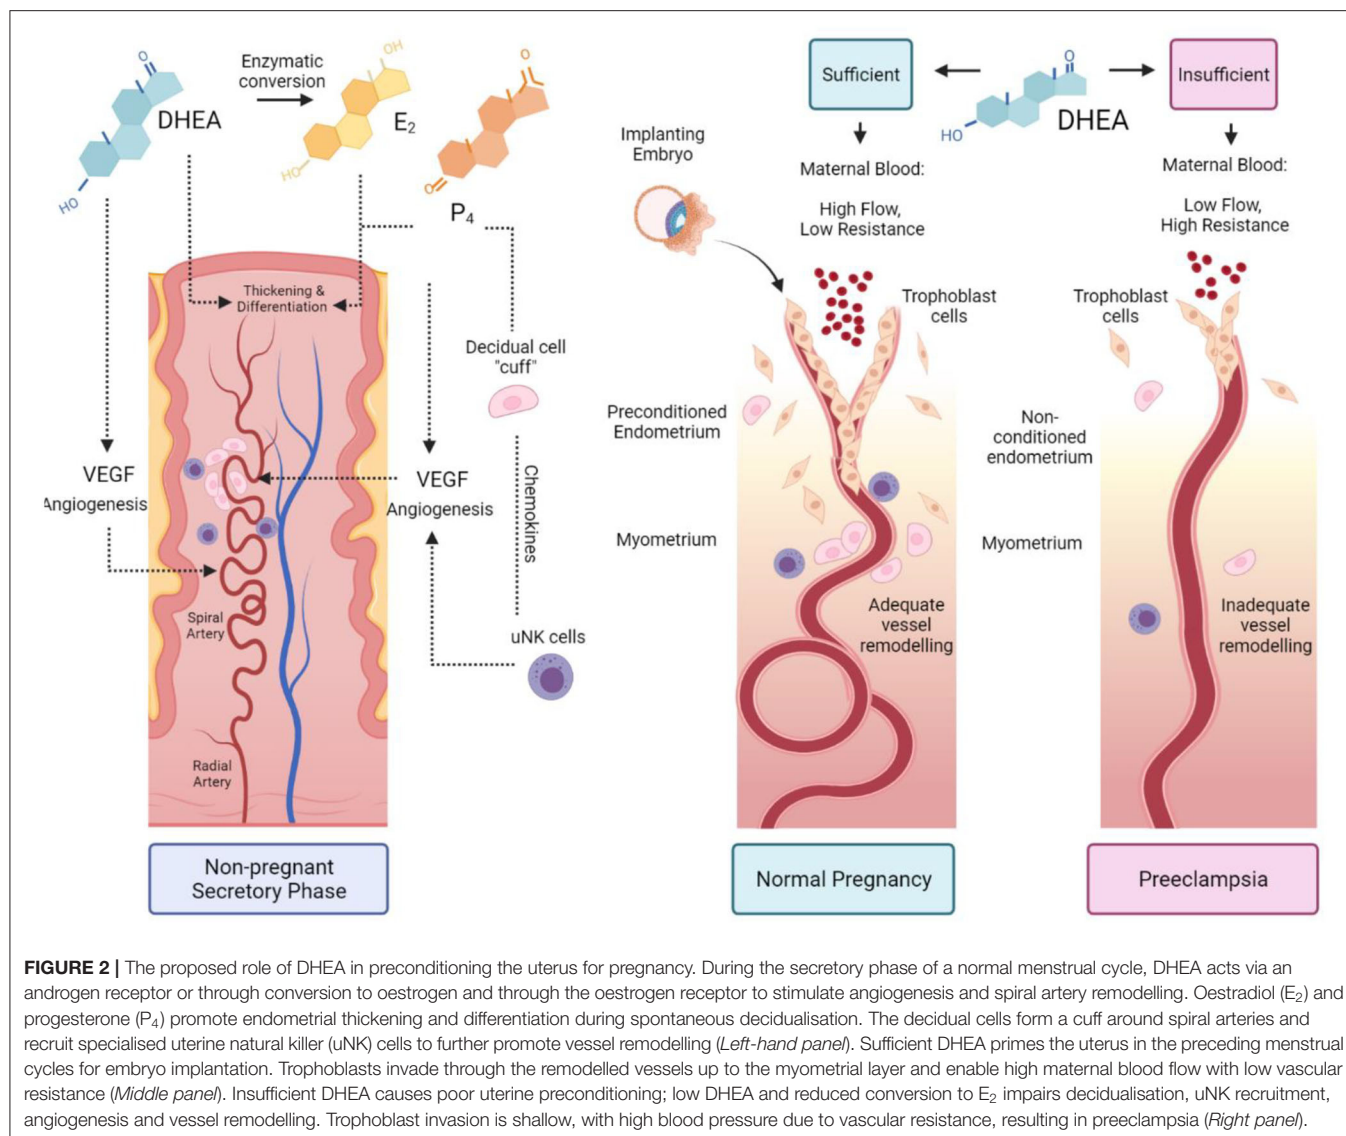 Enzymatic
conversion
O
DHEA
HO
OH
E2
HO
O
P4
Thickening &
Differentiation
Decidual cell
"cuff"
VEGF
Angiogenesis
VEGF
Angiogenesis
Chemokines
Spiral
Artery
uNK cells
Radial
Artery
Non-pregnant
Secretory Phase
Sufficient
O
HO
DHEA
Insufficient
Implanting
Embryo
Maternal Blood:
High Flow,
Low Resistance
Maternal Blood:
Low Flow,
High Resistance
Trophoblast
cells
Trophoblast
cells
Preconditioned
Endometrium
Non-
conditioned
endometrium
Myometrium
Myometrium
Adequate
vessel
remodelling
Inadequate
vessel
remodelling
Normal Pregnancy
Preeclampsia
FIGURE 2 | The proposed role of DHEA in preconditioning the uterus for pregnancy. During the secretory phase of a normal menstrual cycle, DHEA acts via an
androgen receptor or through conversion to oestrogen and through the oestrogen receptor to stimulate angiogenesis and spiral artery remodelling. Oestradiol (E2) and
progesterone (P4) promote endometrial thickening and differentiation during spontaneous decidualisation. The decidual cells form a cuff around spiral arteries and
recruit specialised uterine natural killer (uNK) cells to further promote vessel remodelling (Left-hand panel). Sufficient DHEA primes the uterus in the preceding menstrual
cycles for embryo implantation. Trophoblasts invade through the remodelled vessels up to the myometrial layer and enable high maternal blood flow with low vascular
resistance (Middle panel). Insufficient DHEA causes poor uterine preconditioning; low DHEA and reduced conversion to E2 impairs decidualisation, uNK recruitment,
angiogenesis and vessel remodelling. Trophoblast invasion is shallow, with high blood pressure due to vascular resistance, resulting in preeclampsia (Right panel).